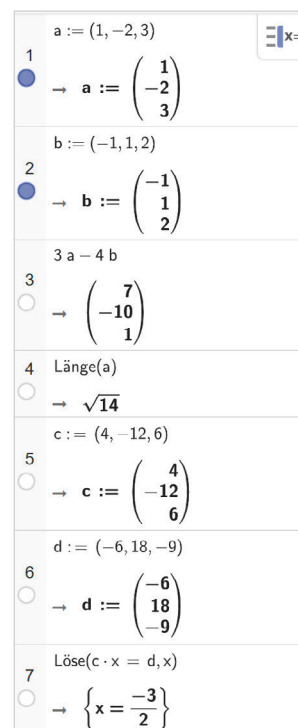 1
a := (1, −2, 3)
→ a := (1 −2 3)
x=
2
b := (−1, 1, 2)
→ b := (−1 1 2)
3
3 a − 4 b
→ (7 −10 1)
4
Länge(a)
→ √14
5
c := (4, −12, 6)
→ c := (4 −12 6)
6
d := (−6, 18, −9)
→ d := (−6 18 −9)
7
Löse(c · x = d, x)
→ {x = −3/2}